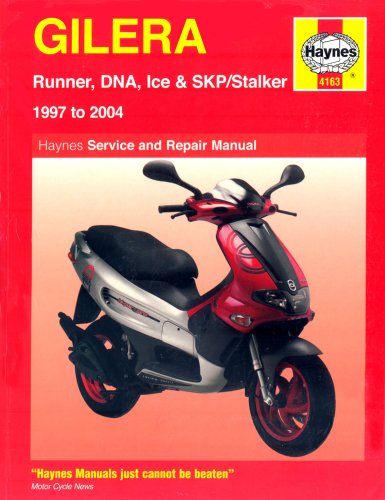 GILERA
Haynes
4163
®
Runner, DNA, Ice & SKP/Stalker
1997 to 2004
Haynes Service and Repair Manual
"Haynes Manuals just cannot be beaten"
Motor Cycle News